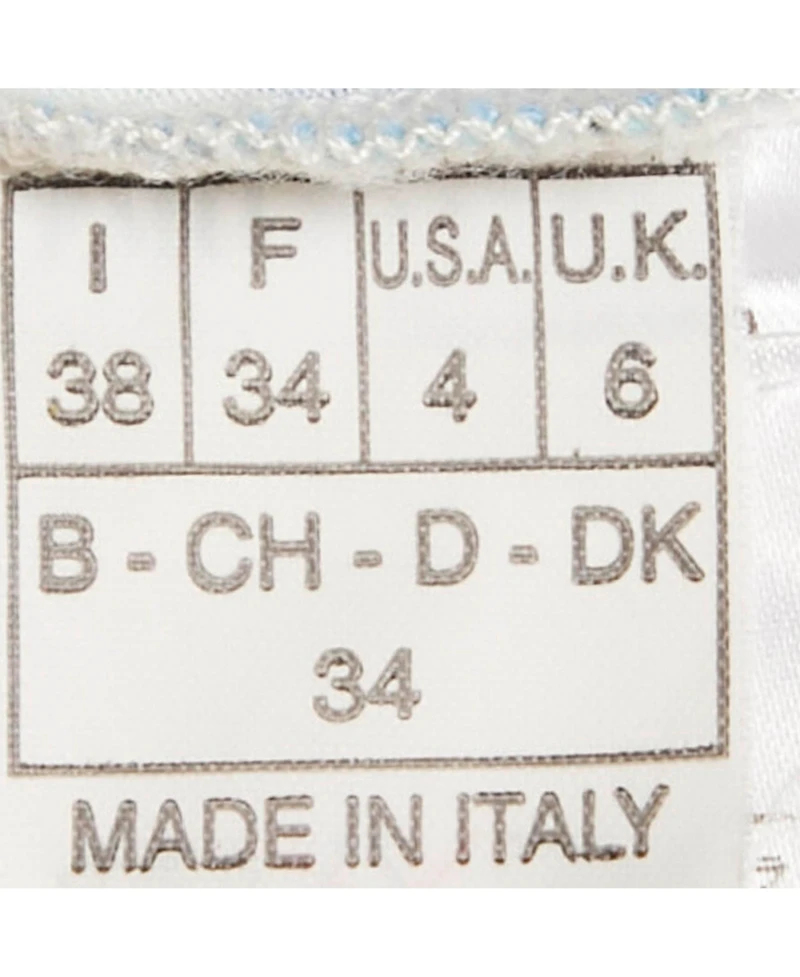 I F U.S.A. U.K.
38 34 4 6
B - CH - D - DK
34
MADE IN ITALY